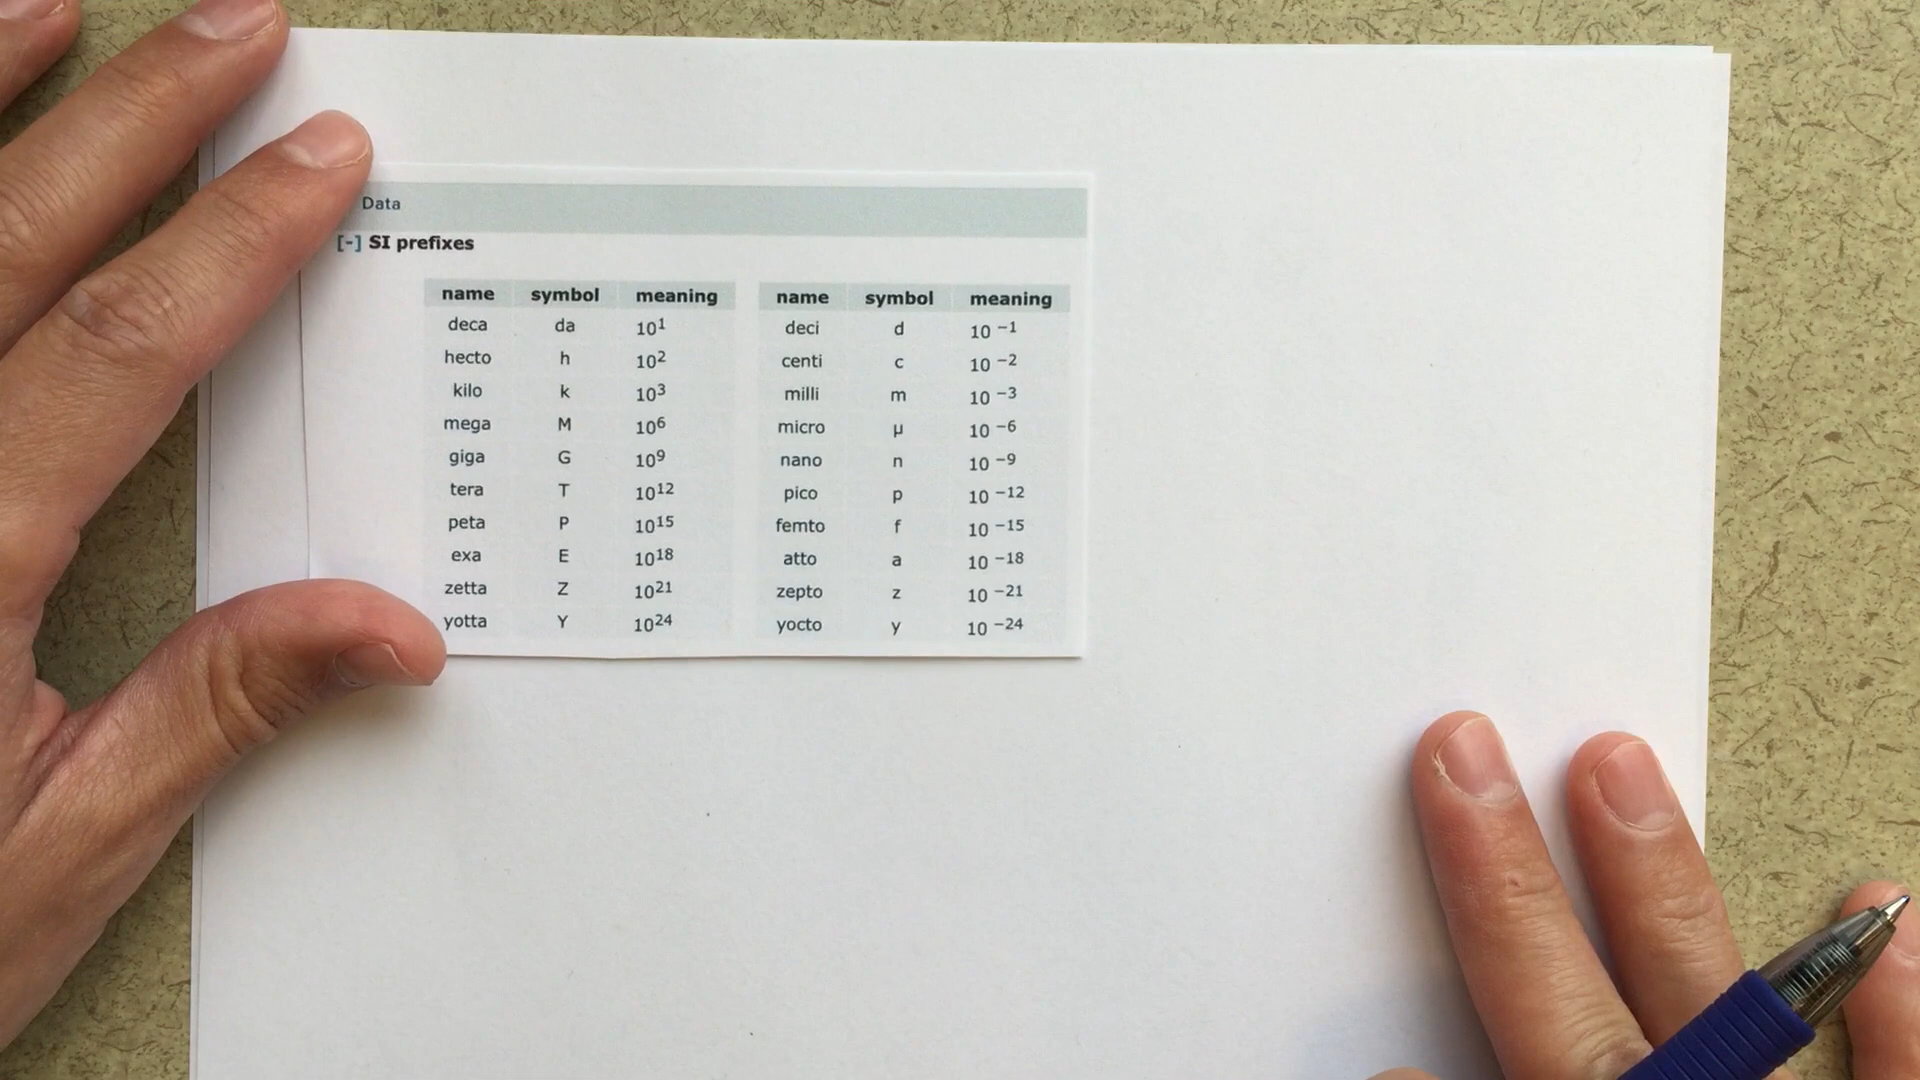 Data
[-] SI prefixes
name symbol meaning name symbol meaning
deca da 10¹ deci d 10 ⁻¹
hecto h 10² centi c 10 ⁻²
kilo k 10³ milli m 10 ⁻³
mega M 10⁶ micro μ 10 ⁻⁶
giga G 10⁹ nano n 10 ⁻⁹
tera T 10¹² pico p 10 ⁻¹²
peta P 10¹⁵ femto f 10 ⁻¹⁵
exa E 10¹⁸ atto a 10 ⁻¹⁸
zetta Z 10²¹ zepto z 10 ⁻²¹
yotta Y 10²⁴ yocto y 10 ⁻²⁴